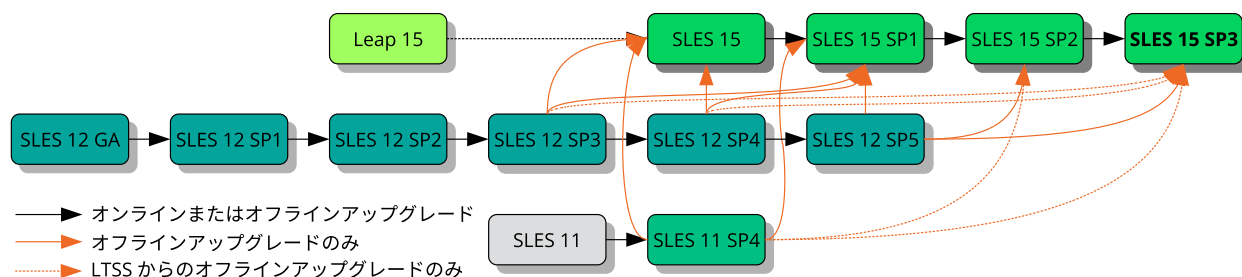 Leap 15
SLES 15
SLES 15 SP1
SLES 15 SP2
SLES 15 SP3
SLES 12 GA
SLES 12 SP1
SLES 12 SP2
SLES 12 SP3
SLES 12 SP4
SLES 12 SP5
SLES 11
SLES 11 SP4
オンラインまたはオフラインアップグレード
オフラインアップグレードのみ
LTSS からのオフラインアップグレードのみ